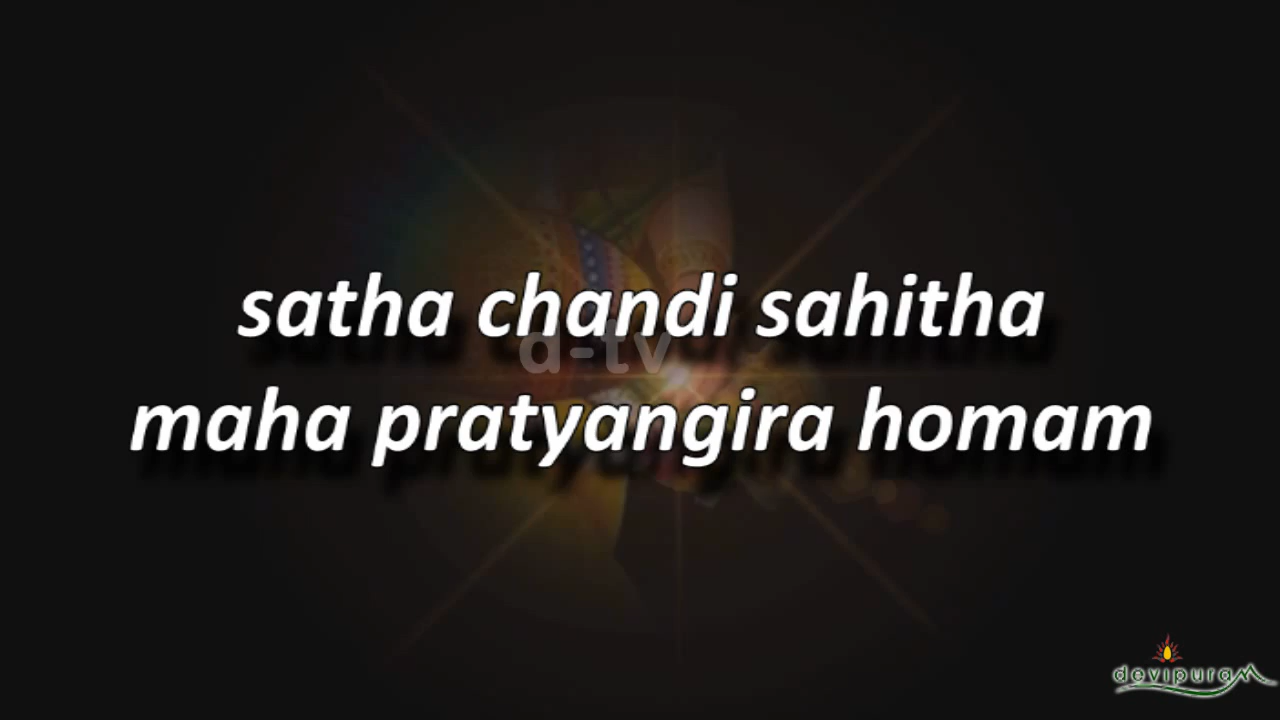 satha chandi sahitha
d-tv
maha pratyangira homam
devipuram